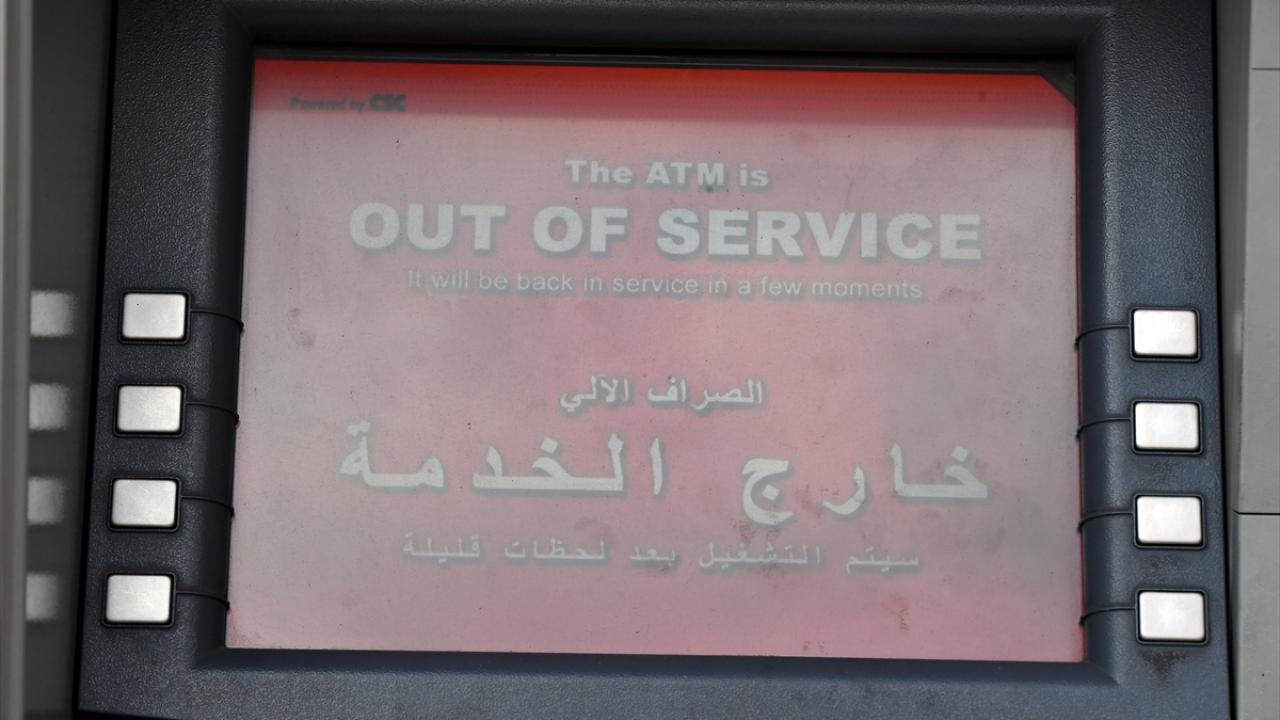 Powered by CSC
The ATM is
OUT OF SERVICE
It will be back in service in a few moments
الصراف الآلي
خارج الخدمة
سيتم التشغيل بعد لحظات قليلة